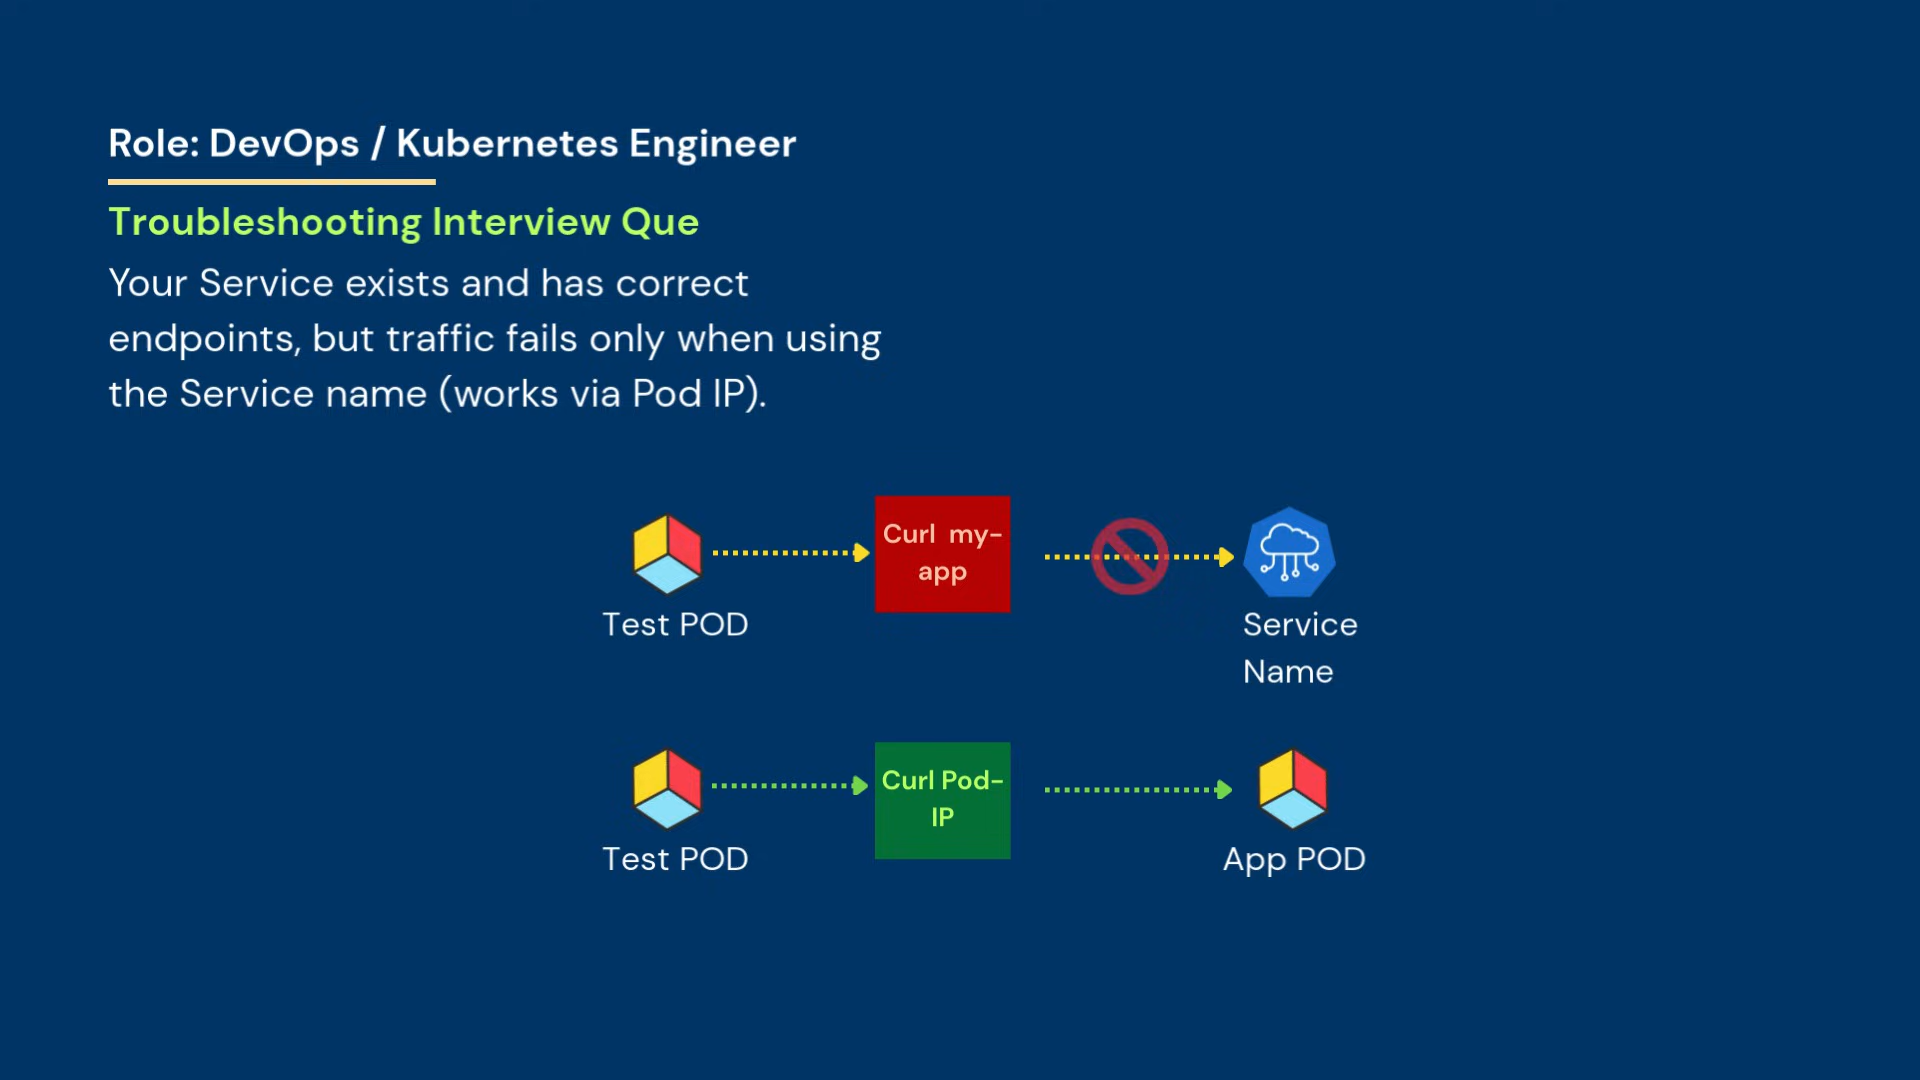 Role: DevOps / Kubernetes Engineer
Troubleshooting Interview Que
Your Service exists and has correct
endpoints, but traffic fails only when using
the Service name (works via Pod IP).
Curl my-
app
Test POD
Service
Name
Curl Pod-
IP
Test POD
App POD